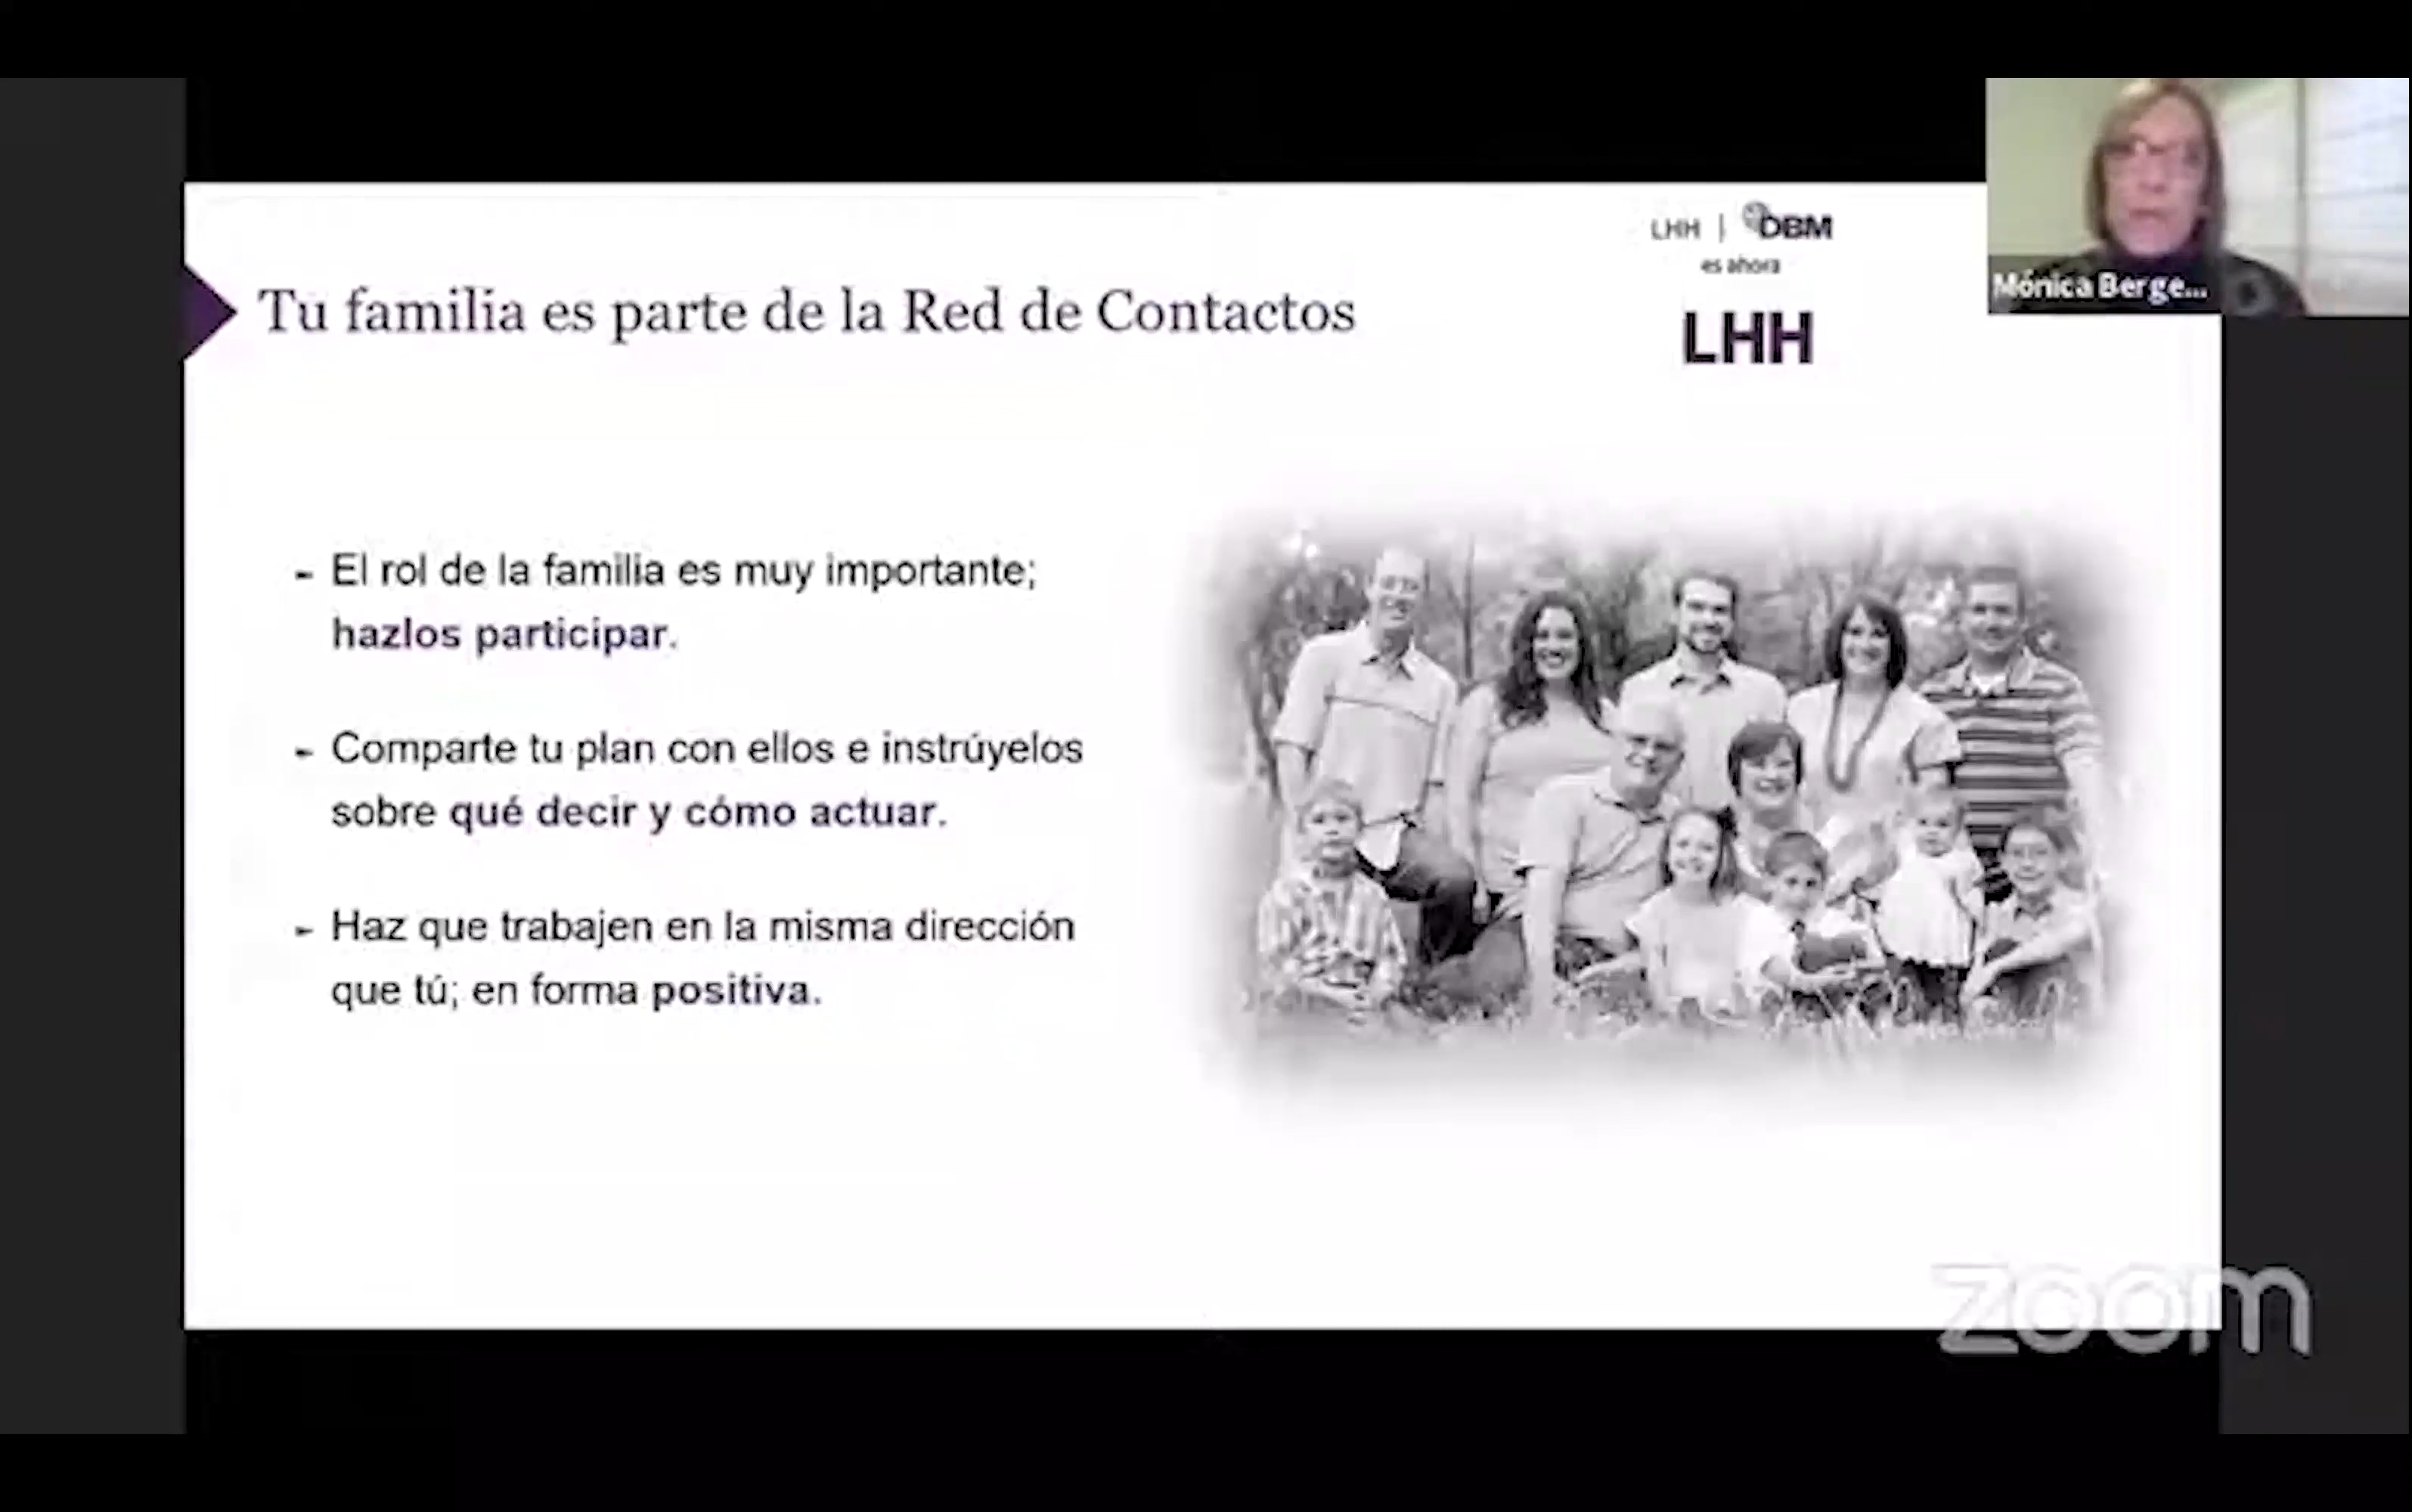 Tu familia es parte de la Red de Contactos
LHH | DBM
es ahora
LHH
Mónica Berge...
- El rol de la familia es muy importante;
hazlos participar.
- Comparte tu plan con ellos e instrúyelos
sobre qué decir y cómo actuar.
- Haz que trabajen en la misma dirección
que tú; en forma positiva.
zoom